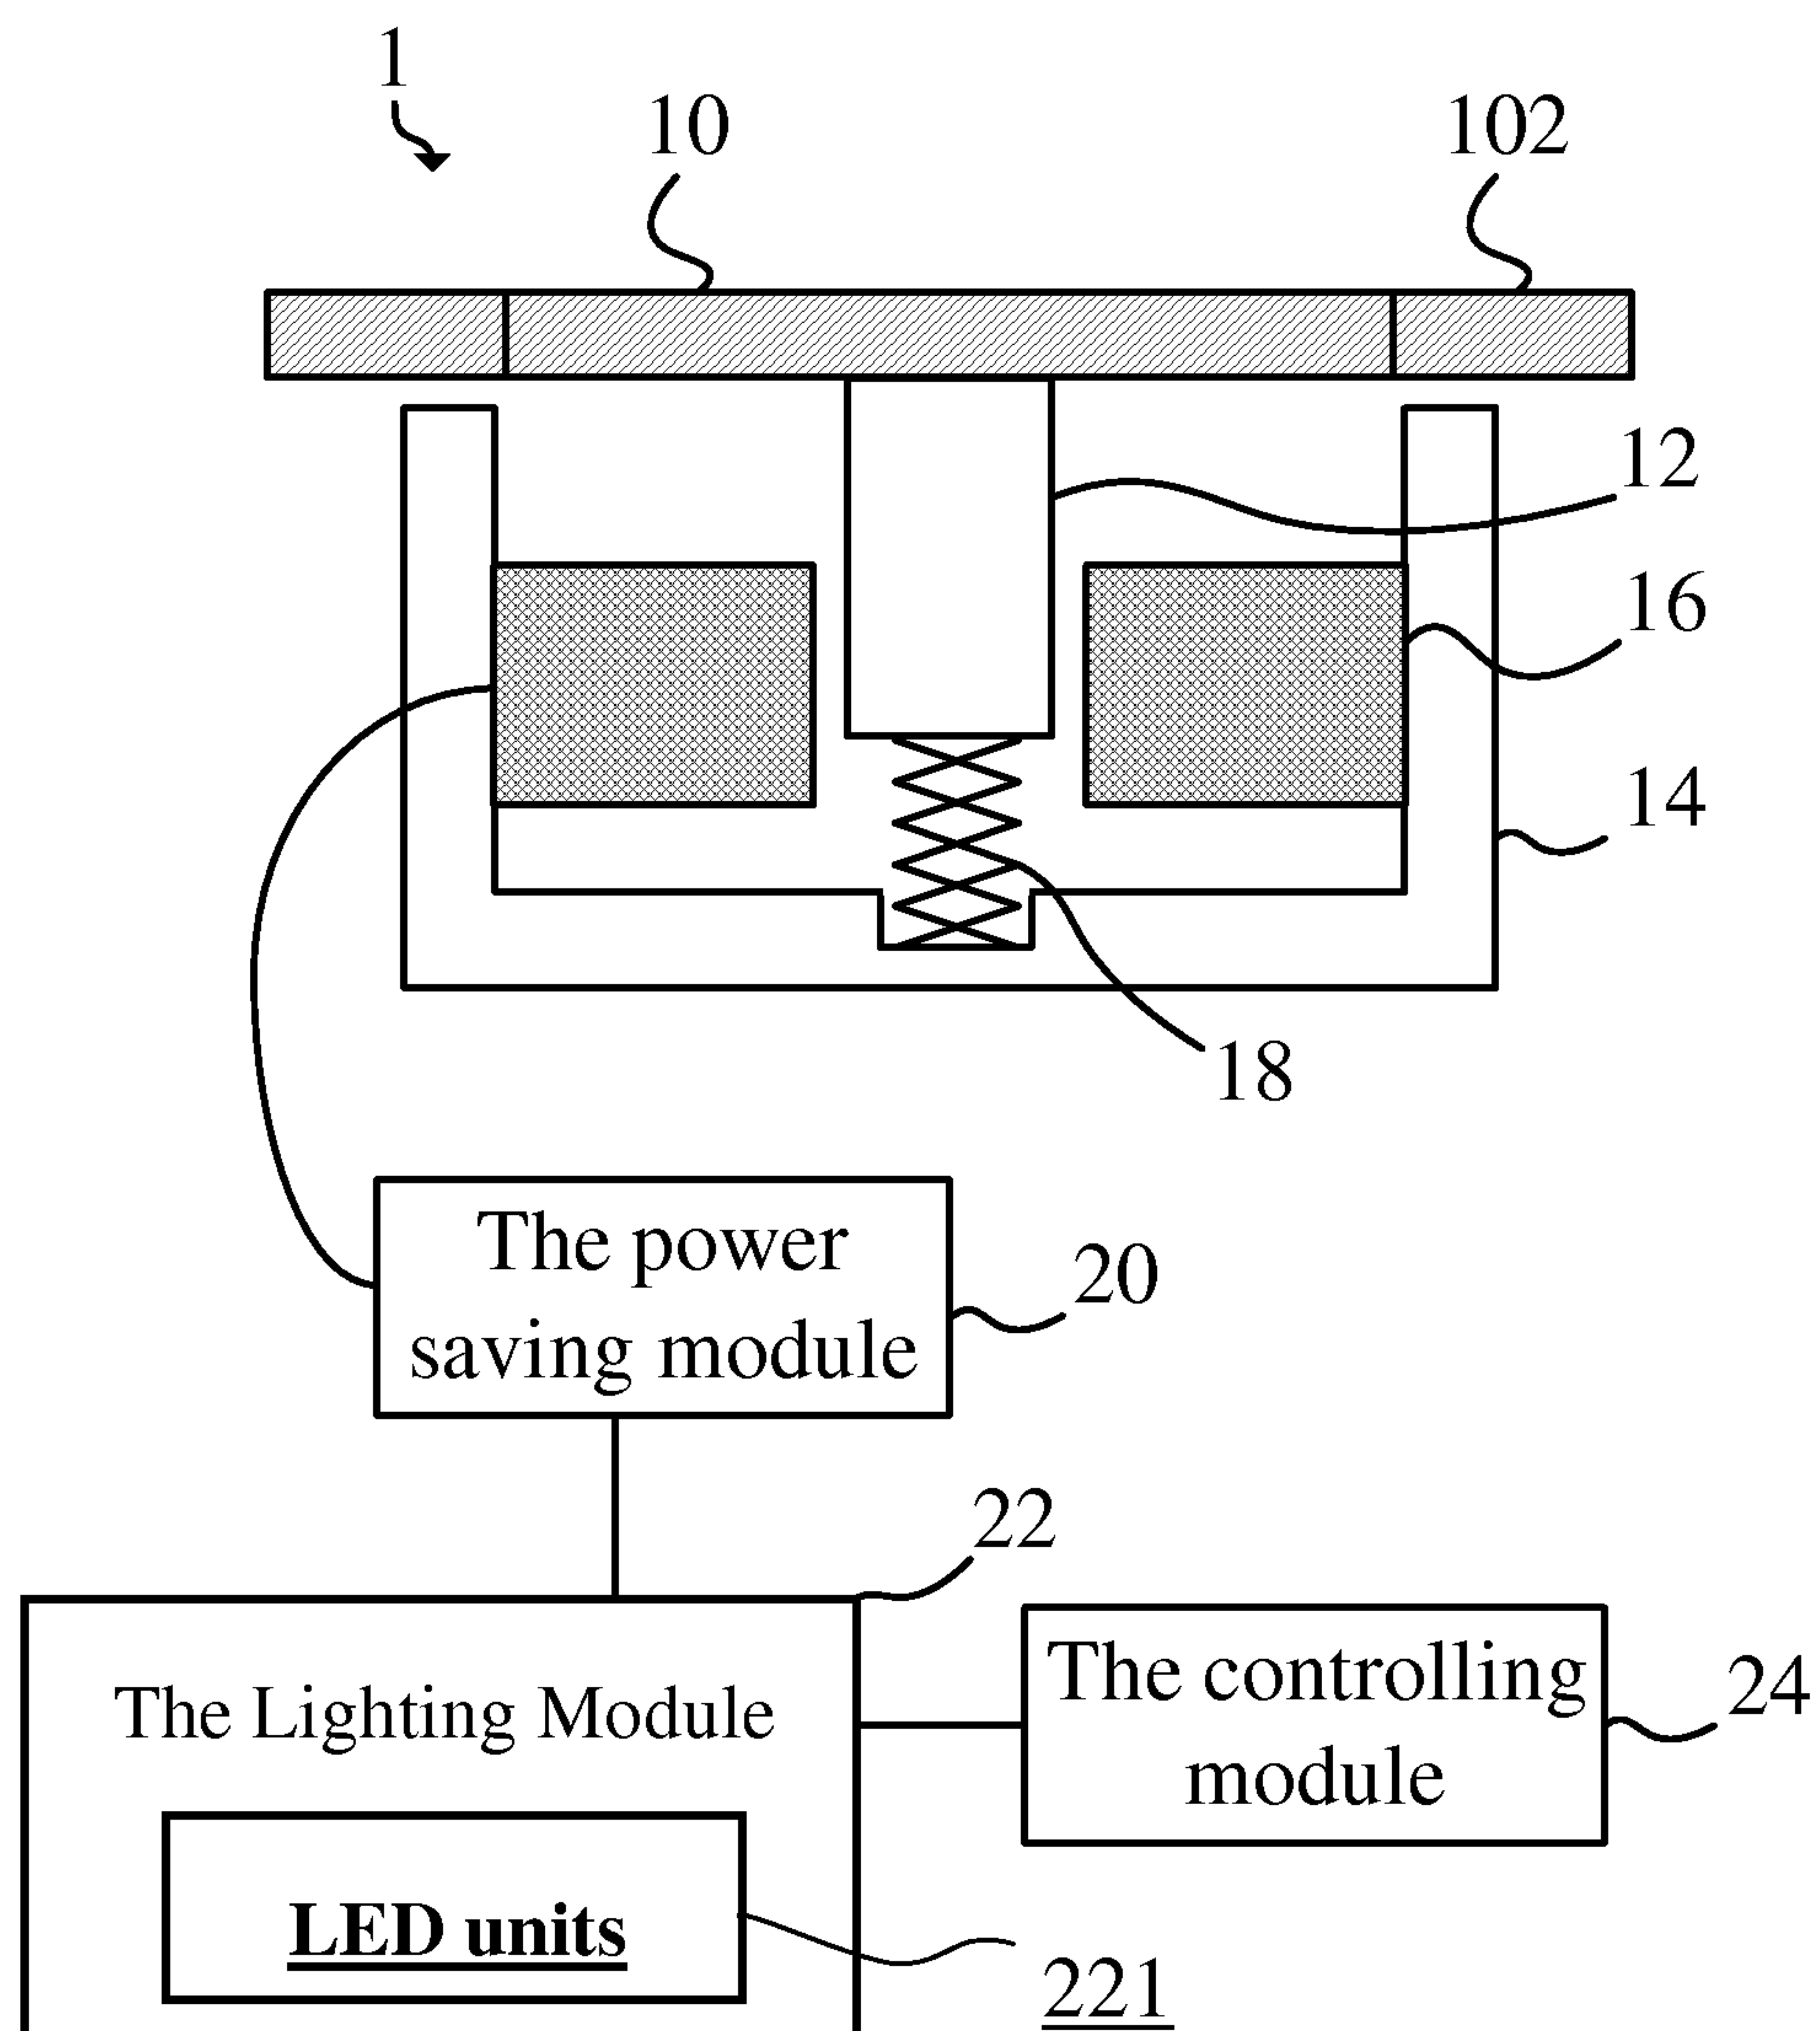 1
10
102
12
16
14
18
The power
saving module
20
22
The Lighting Module
The controlling
module
24
LED units
221